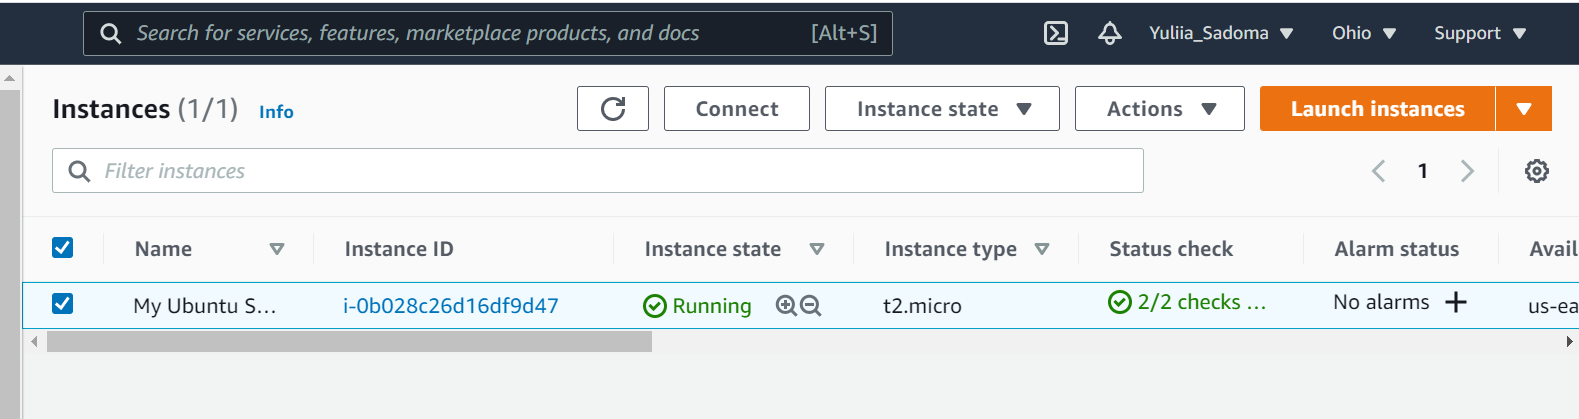 Search for services, features, marketplace products, and docs [Alt+S] Yuliia_Sadoma Ohio Support
Instances (1/1) Info Connect Instance state Actions Launch instances
Filter instances 1
Name Instance ID Instance state Instance type Status check Alarm status Avail
My Ubuntu S... i-0b028c26d16df9d47 Running t2.micro 2/2 checks ... No alarms + us-ea